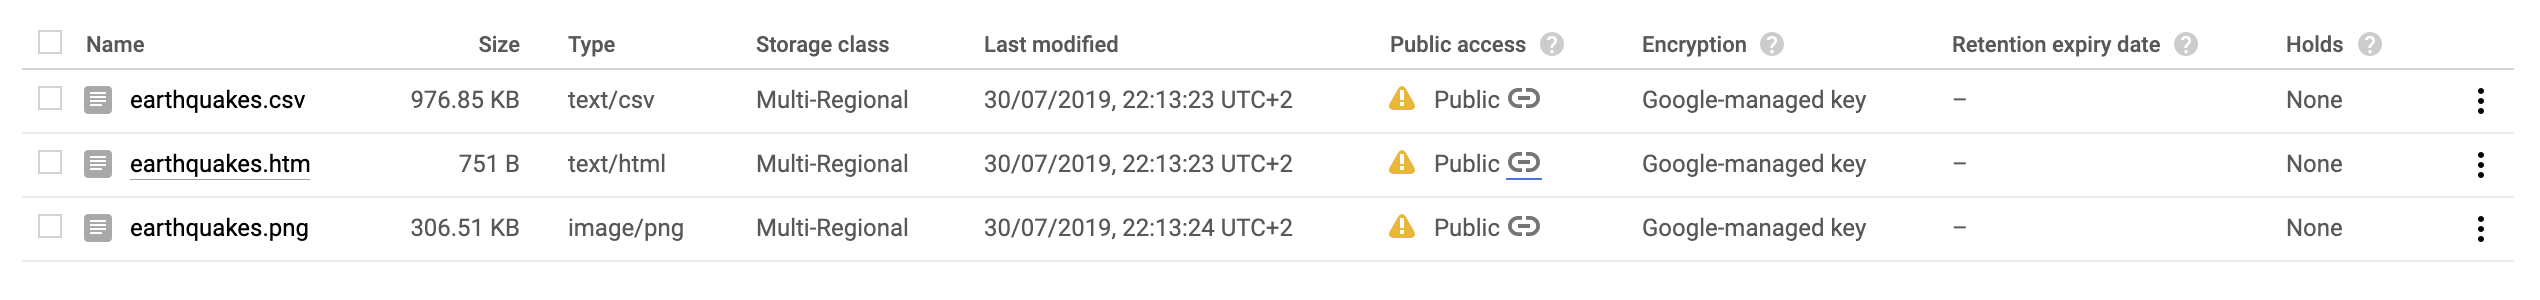 Name Size Type Storage class Last modified Public access Encryption Retention expiry date Holds
earthquakes.csv 976.85 KB text/csv Multi-Regional 30/07/2019, 22:13:23 UTC+2 Public Google-managed key – None
earthquakes.htm 751 B text/html Multi-Regional 30/07/2019, 22:13:23 UTC+2 Public Google-managed key – None
earthquakes.png 306.51 KB image/png Multi-Regional 30/07/2019, 22:13:24 UTC+2 Public Google-managed key – None